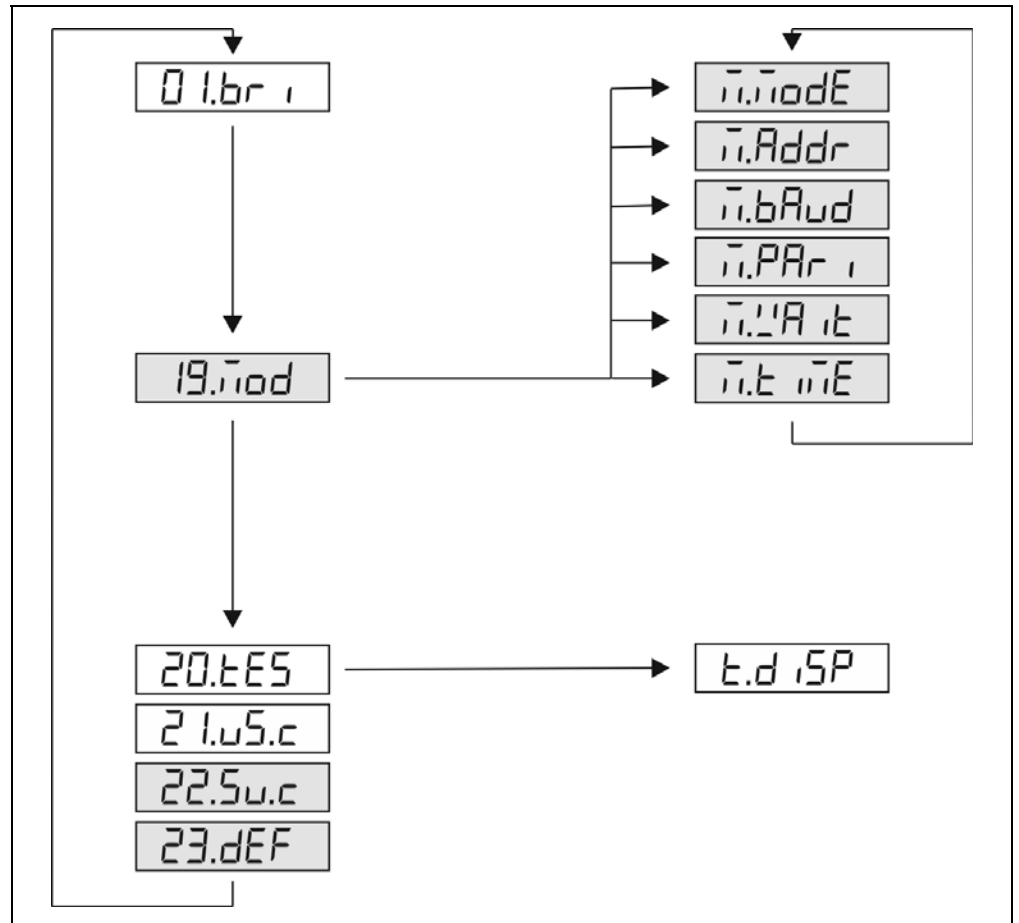 01.bri
19.mod
20.tES
21.uS.c
22.Su.c
23.dEF
m.modE
m.Addr
m.bAud
m.PAri
m.WAit
m.timE
t.diSP